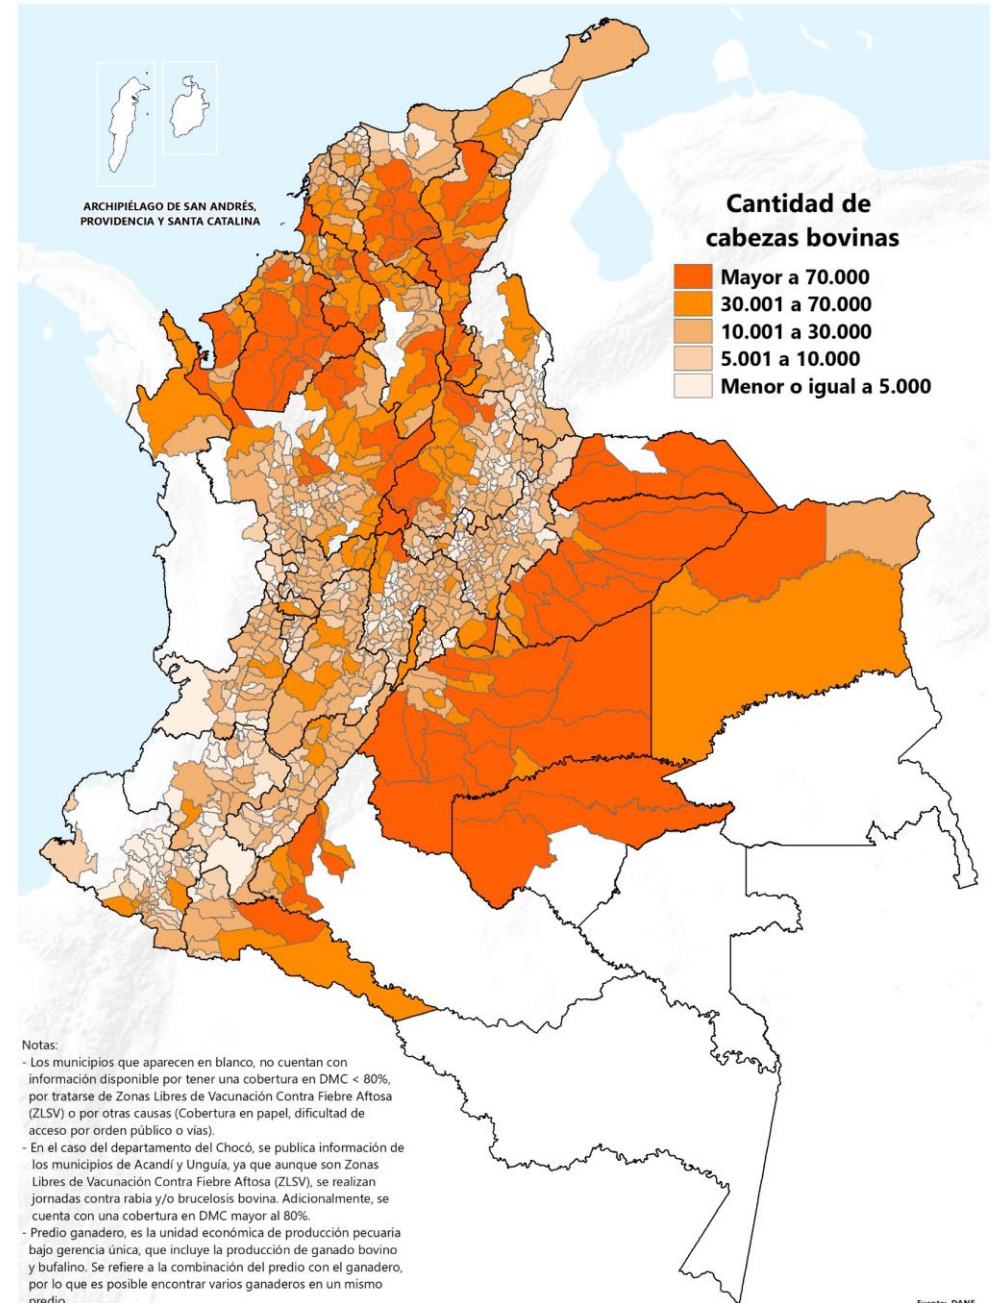 ARCHIPIÉLAGO DE SAN ANDRÉS,
PROVIDENCIA Y SANTA CATALINA
Cantidad de
cabezas bovinas
Mayor a 70.000
30.001 a 70.000
10.001 a 30.000
5.001 a 10.000
Menor o igual a 5.000
Notas:
- Los municipios que aparecen en blanco, no cuentan con
información disponible por tener una cobertura en DMC < 80%,
por tratarse de Zonas Libres de Vacunación Contra Fiebre Aftosa
(ZLSV) o por otras causas (Cobertura en papel, dificultad de
acceso por orden público o vías).
- En el caso del departamento del Chocó, se publica información de
los municipios de Acandí y Unguía, ya que aunque son Zonas
Libres de Vacunación Contra Fiebre Aftosa (ZLSV), se realizan
jornadas contra rabia y/o brucelosis bovina. Adicionalmente, se
cuenta con una cobertura en DMC mayor al 80%.
- Predio ganadero, es la unidad económica de producción pecuaria
bajo gerencia única, que incluye la producción de ganado bovino
y bufalino. Se refiere a la combinación del predio con el ganadero,
por lo que es posible encontrar varios ganaderos en un mismo
predio
Fuente: DANE